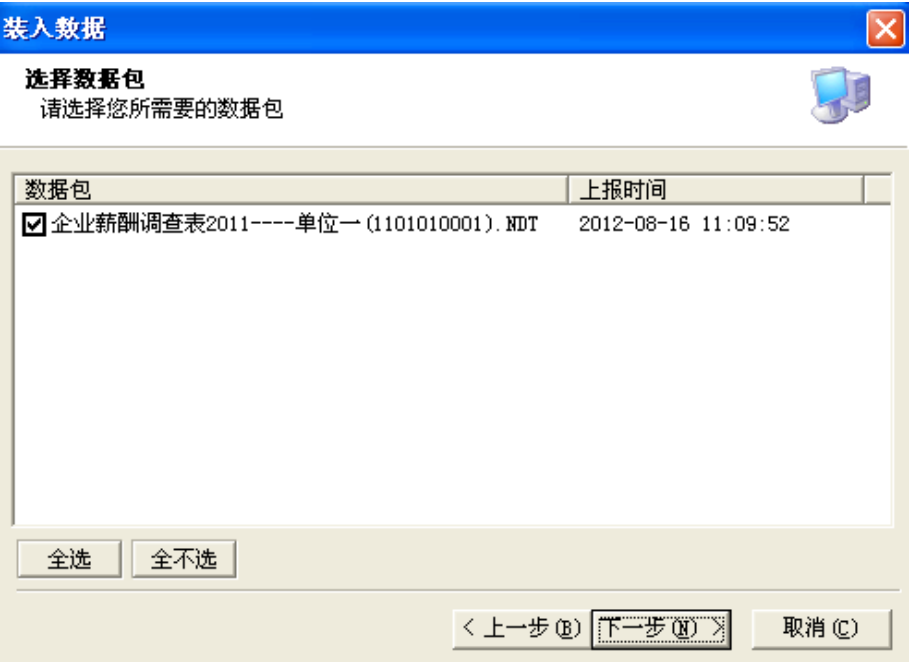 装入数据
选择数据包
请选择您所需要的数据包
数据包 上报时间
企业薪酬调查表2011----单位一(1101010001).NDT 2012-08-16 11:09:52
全选 全不选
< 上一步(B) 下一步(N) > 取消(C)